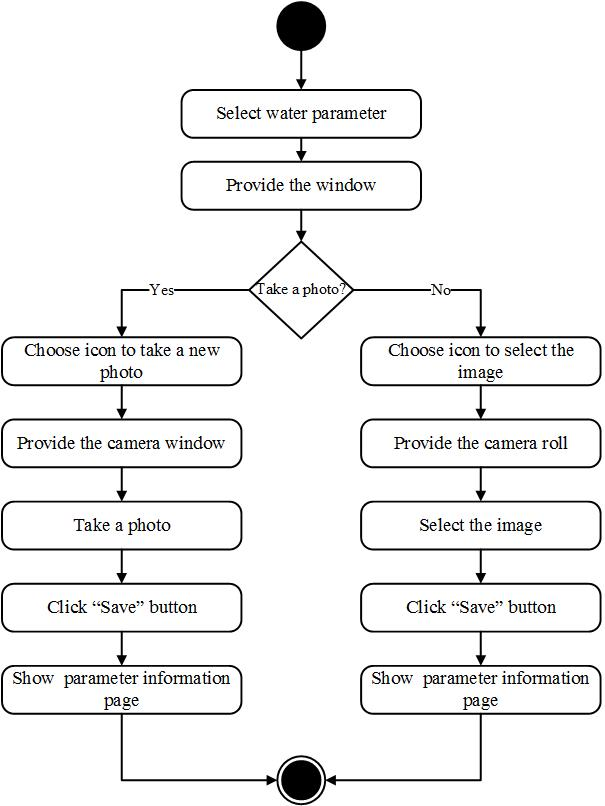 Select water parameter
Provide the window
Take a photo?
Yes
No
Choose icon to take a new
photo
Choose icon to select the
image
Provide the camera window
Provide the camera roll
Take a photo
Select the image
Click “Save” button
Click “Save” button
Show  parameter information
page
Show  parameter information
page